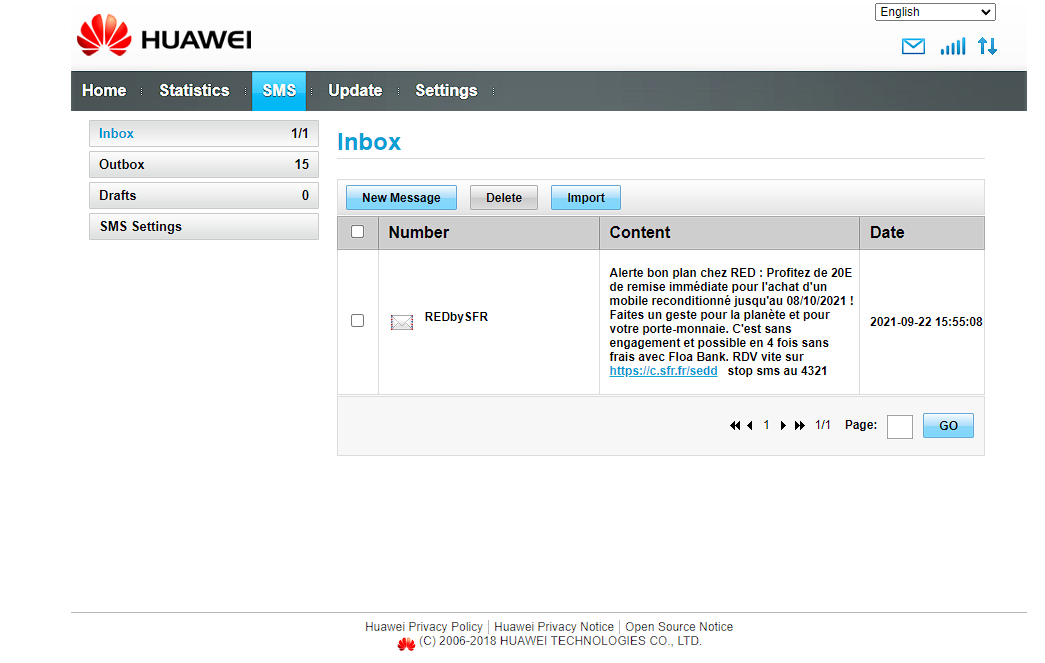 English
HUAWEI
Home Statistics SMS Update Settings
Inbox 1/1
Outbox 15
Drafts 0
SMS Settings
Inbox
New Message Delete Import
Number Content Date
REDbySFR
Alerte bon plan chez RED : Profitez de 20E
de remise immédiate pour l'achat d'un
mobile reconditionné jusqu'au 08/10/2021 !
Faites un geste pour la planète et pour
votre porte-monnaie. C'est sans
engagement et possible en 4 fois sans
frais avec Floa Bank. RDV vite sur
https://c.sfr.fr/sedd stop sms au 4321
2021-09-22 15:55:08
1 1/1 Page: GO
Huawei Privacy Policy | Huawei Privacy Notice | Open Source Notice
(C) 2006-2018 HUAWEI TECHNOLOGIES CO., LTD.